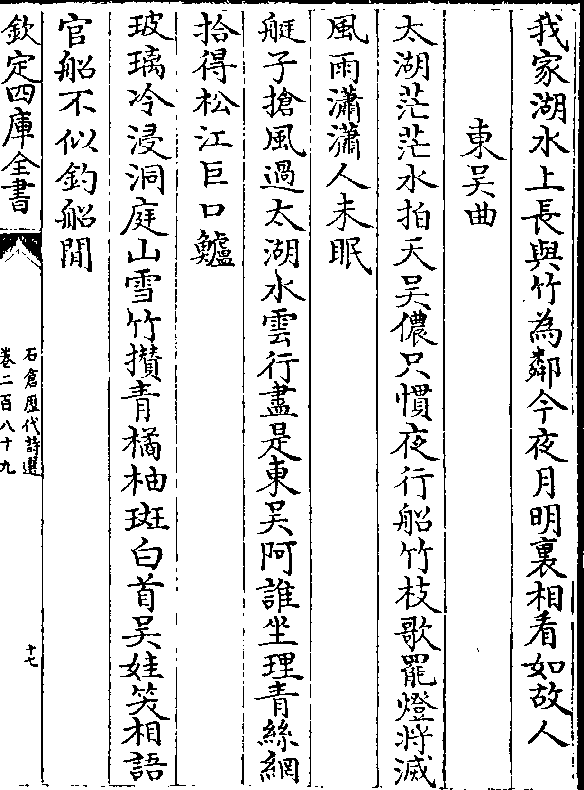 我家湖水上長與竹為鄰今夜月明裏相看如故人
東吳曲
太湖茫茫水拍天吳儂只慣夜行船竹枝歌罷燈將滅
風雨瀟瀟人未眠
艇子搶風過太湖水雲行盡是東吳阿誰坐理青絲網
拾得松江巨口鱸
玻璃冷浸洞庭山雪竹攅青橘柚斑白首吳娃笑相語
官船不似釣船閒
欽定四庫全書
石倉歴代詩選
卷二百八十九
十七